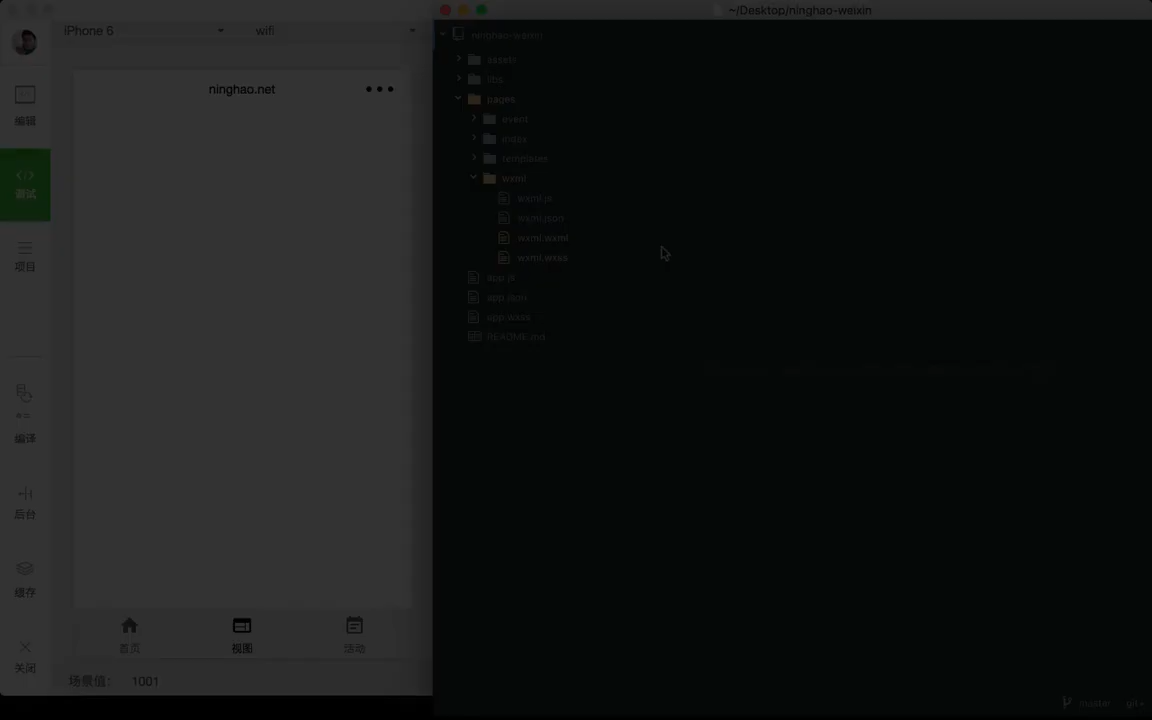 iPhone 6
wifi
ninghao.net
编辑
调试
项目
编译
后台
缓存
关闭
首页
视图
活动
场景值: 1001
~/Desktop/ninghao-weixin
ninghao-weixin
assets
libs
pages
event
index
templates
wxml
wxml.js
wxml.json
wxml.wxml
wxml.wxss
app.js
app.json
app.wxss
README.md
master
git+